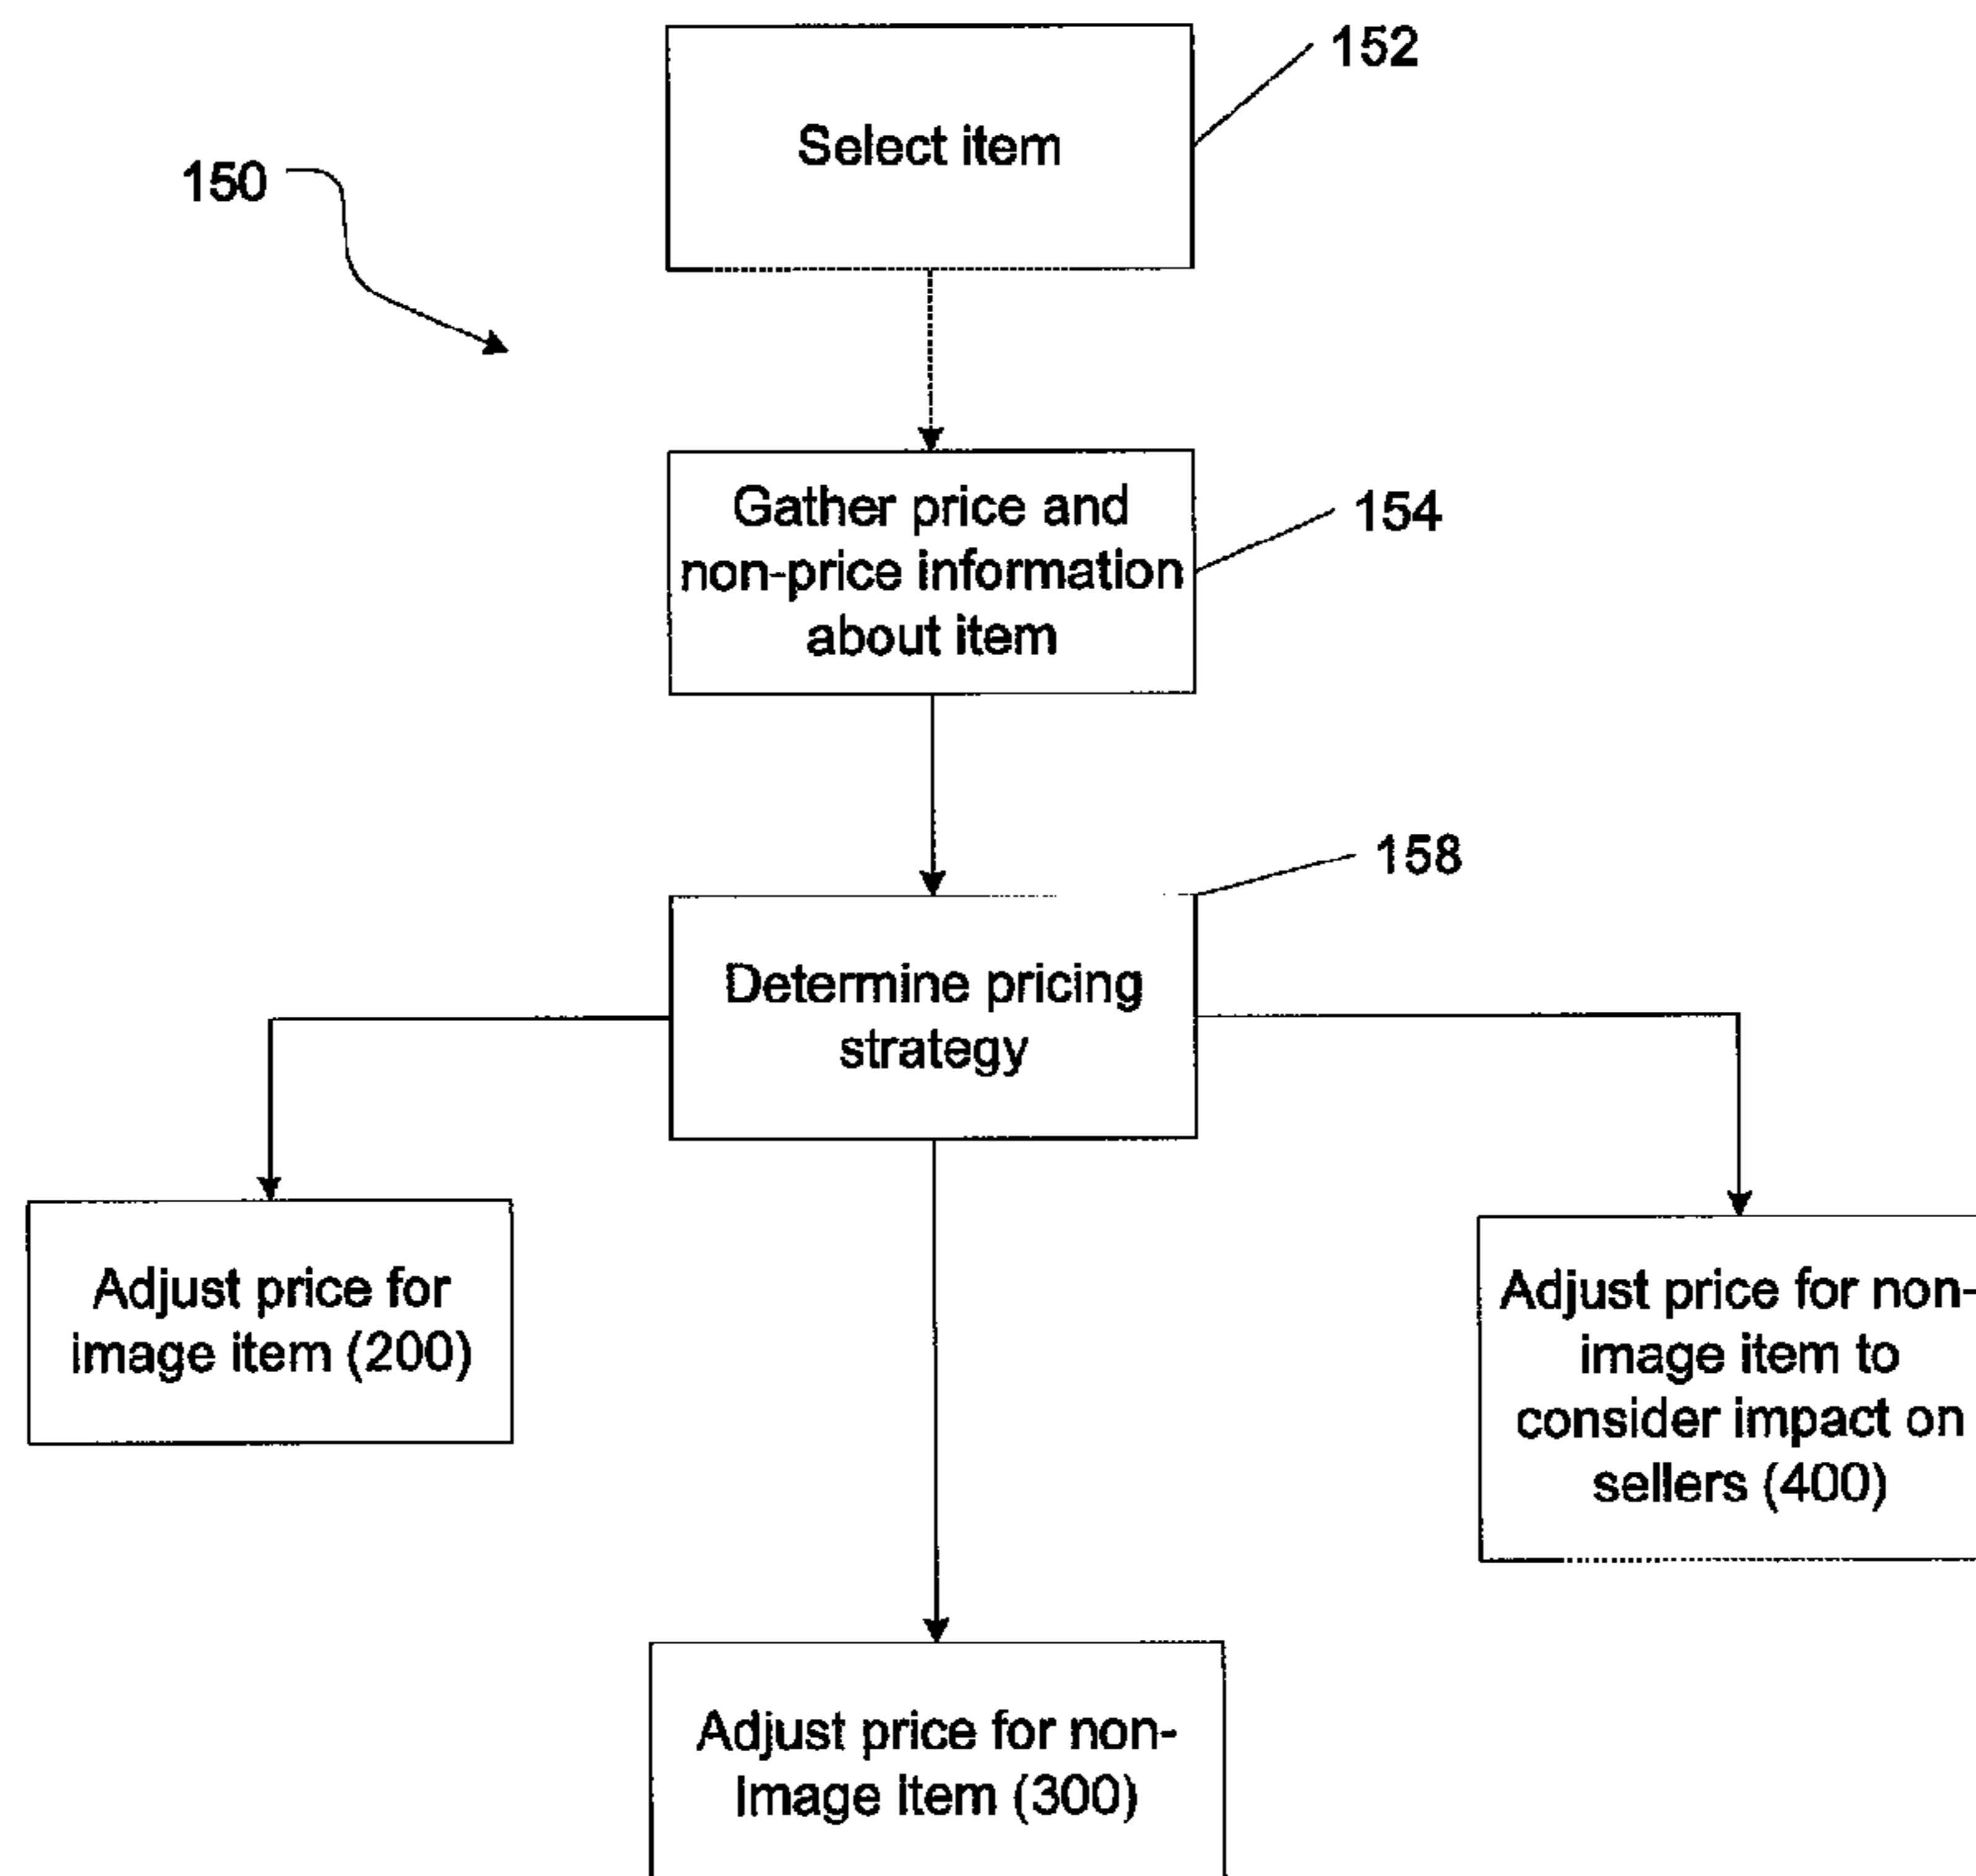 152
Select item
150
Gather price and
154
non-price information
about item
158
Determine pricing
strategy
Adjust price for
image item (200)
Adjust price for non-
image item to
consider impact on
sellers (400)
Adjust price for non-
Image item (300)